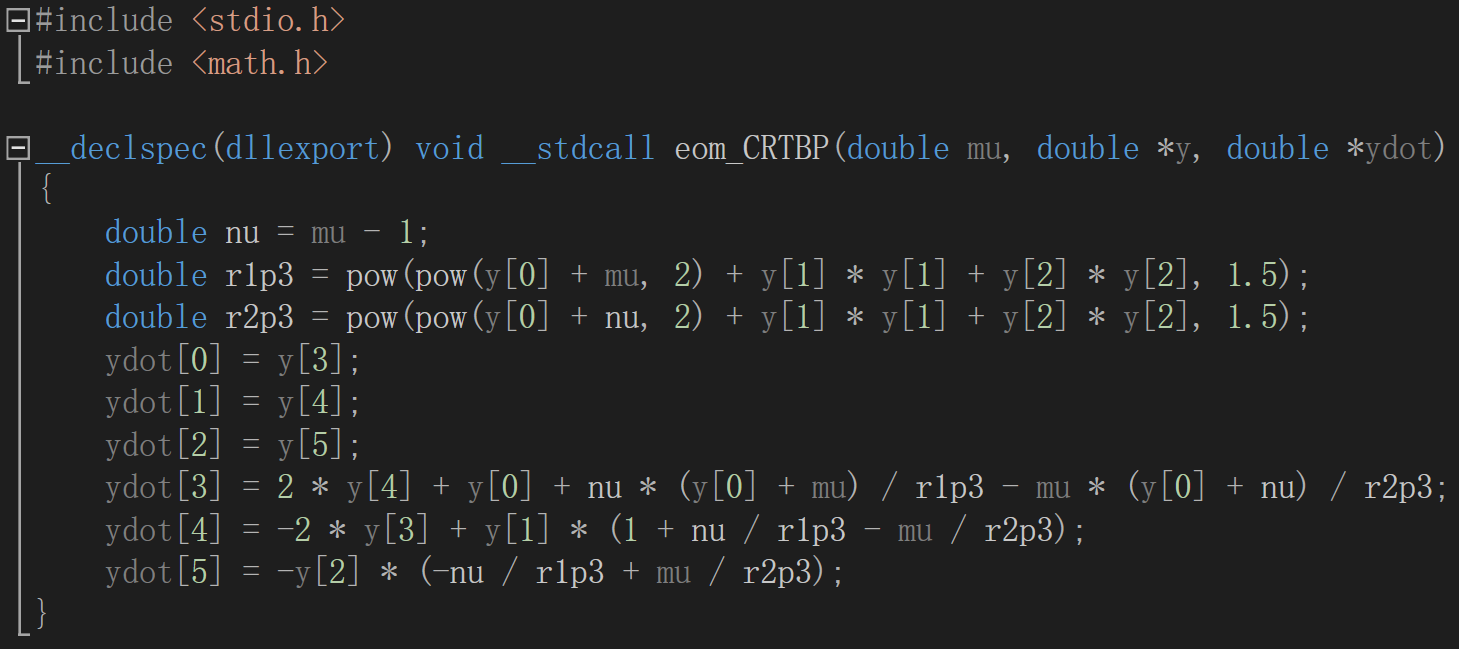 #include <stdio.h>
#include <math.h>
__declspec(dllexport) void __stdcall eom_CRTBP(double mu, double *y, double *ydot)
{
double nu = mu - 1;
double r1p3 = pow(pow(y[0] + mu, 2) + y[1] * y[1] + y[2] * y[2], 1.5);
double r2p3 = pow(pow(y[0] + nu, 2) + y[1] * y[1] + y[2] * y[2], 1.5);
ydot[0] = y[3];
ydot[1] = y[4];
ydot[2] = y[5];
ydot[3] = 2 * y[4] + y[0] + nu * (y[0] + mu) / r1p3 - mu * (y[0] + nu) / r2p3;
ydot[4] = -2 * y[3] + y[1] * (1 + nu / r1p3 - mu / r2p3);
ydot[5] = -y[2] * (-nu / r1p3 + mu / r2p3);
}